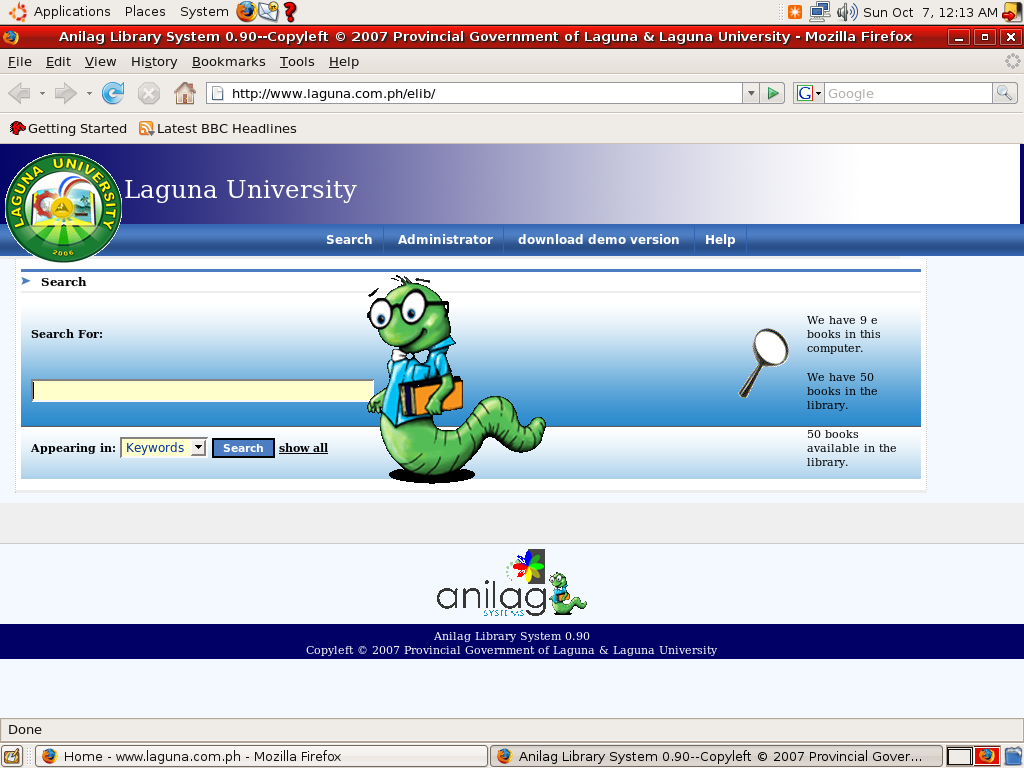 Applications Places System Sun Oct 7, 12:13 AM
Anilag Library System 0.90--Copyleft © 2007 Provincial Government of Laguna & Laguna University - Mozilla Firefox
File Edit View History Bookmarks Tools Help
http://www.laguna.com.ph/elib/ G Google
Getting Started Latest BBC Headlines
LAGUNA UNIVERSITY
2006
Laguna University
Search Administrator download demo version Help
Search
Search For:
We have 9 e
books in this
computer.
We have 50
books in the
library.
50 books
available in the
library.
Appearing in: Keywords Search show all
anilag
SYSTEMS
Anilag Library System 0.90
Copyleft © 2007 Provincial Government of Laguna & Laguna University
Done
Home - www.laguna.com.ph - Mozilla Firefox Anilag Library System 0.90--Copyleft © 2007 Provincial Gover...